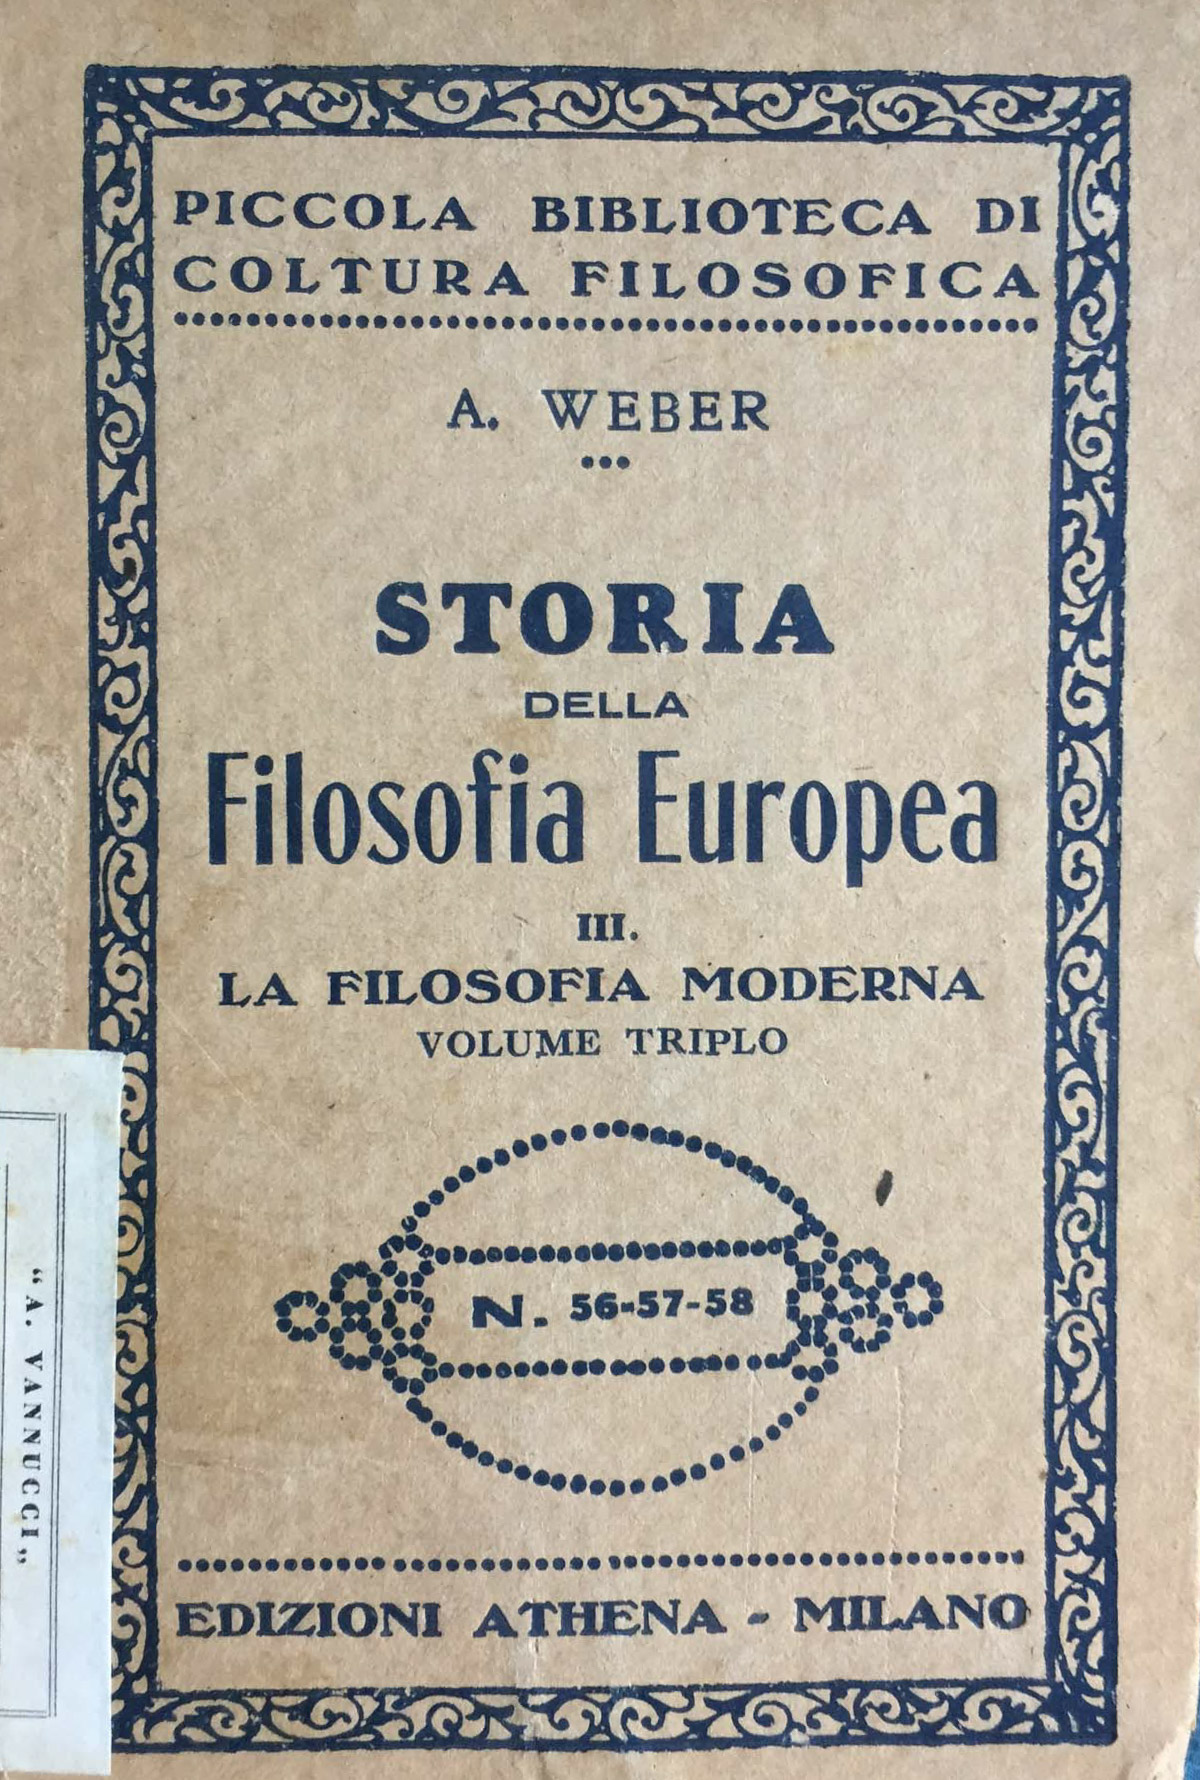 PICCOLA BIBLIOTECA DI
COLTURA FILOSOFICA
A. WEBER
STORIA
DELLA
Filosofia Europea
III.
LA FILOSOFIA MODERNA
VOLUME TRIPLO
N. 56-57-58
EDIZIONI ATHENA - MILANO
“A. VANNUCCI„